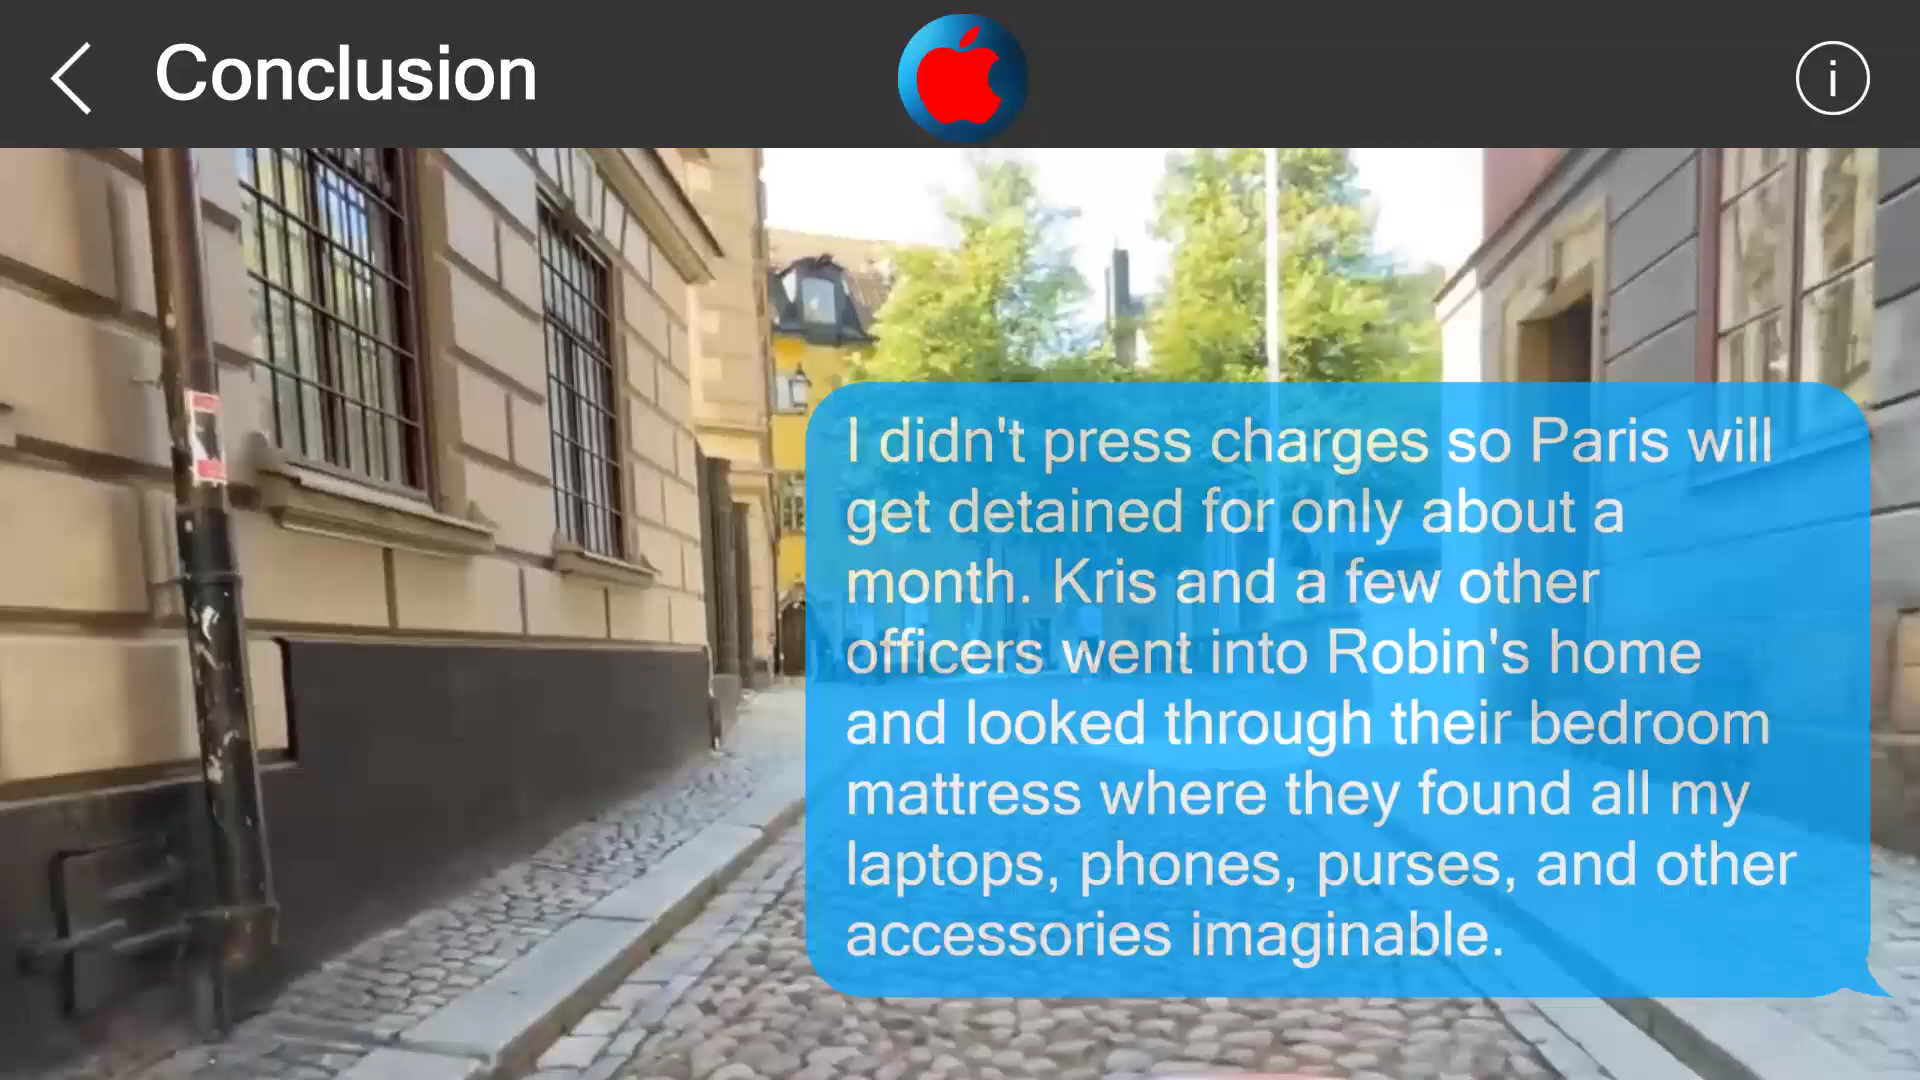 Conclusion
i
I didn't press charges so Paris will
get detained for only about a
month. Kris and a few other
officers went into Robin's home
and looked through their bedroom
mattress where they found all my
laptops, phones, purses, and other
accessories imaginable.